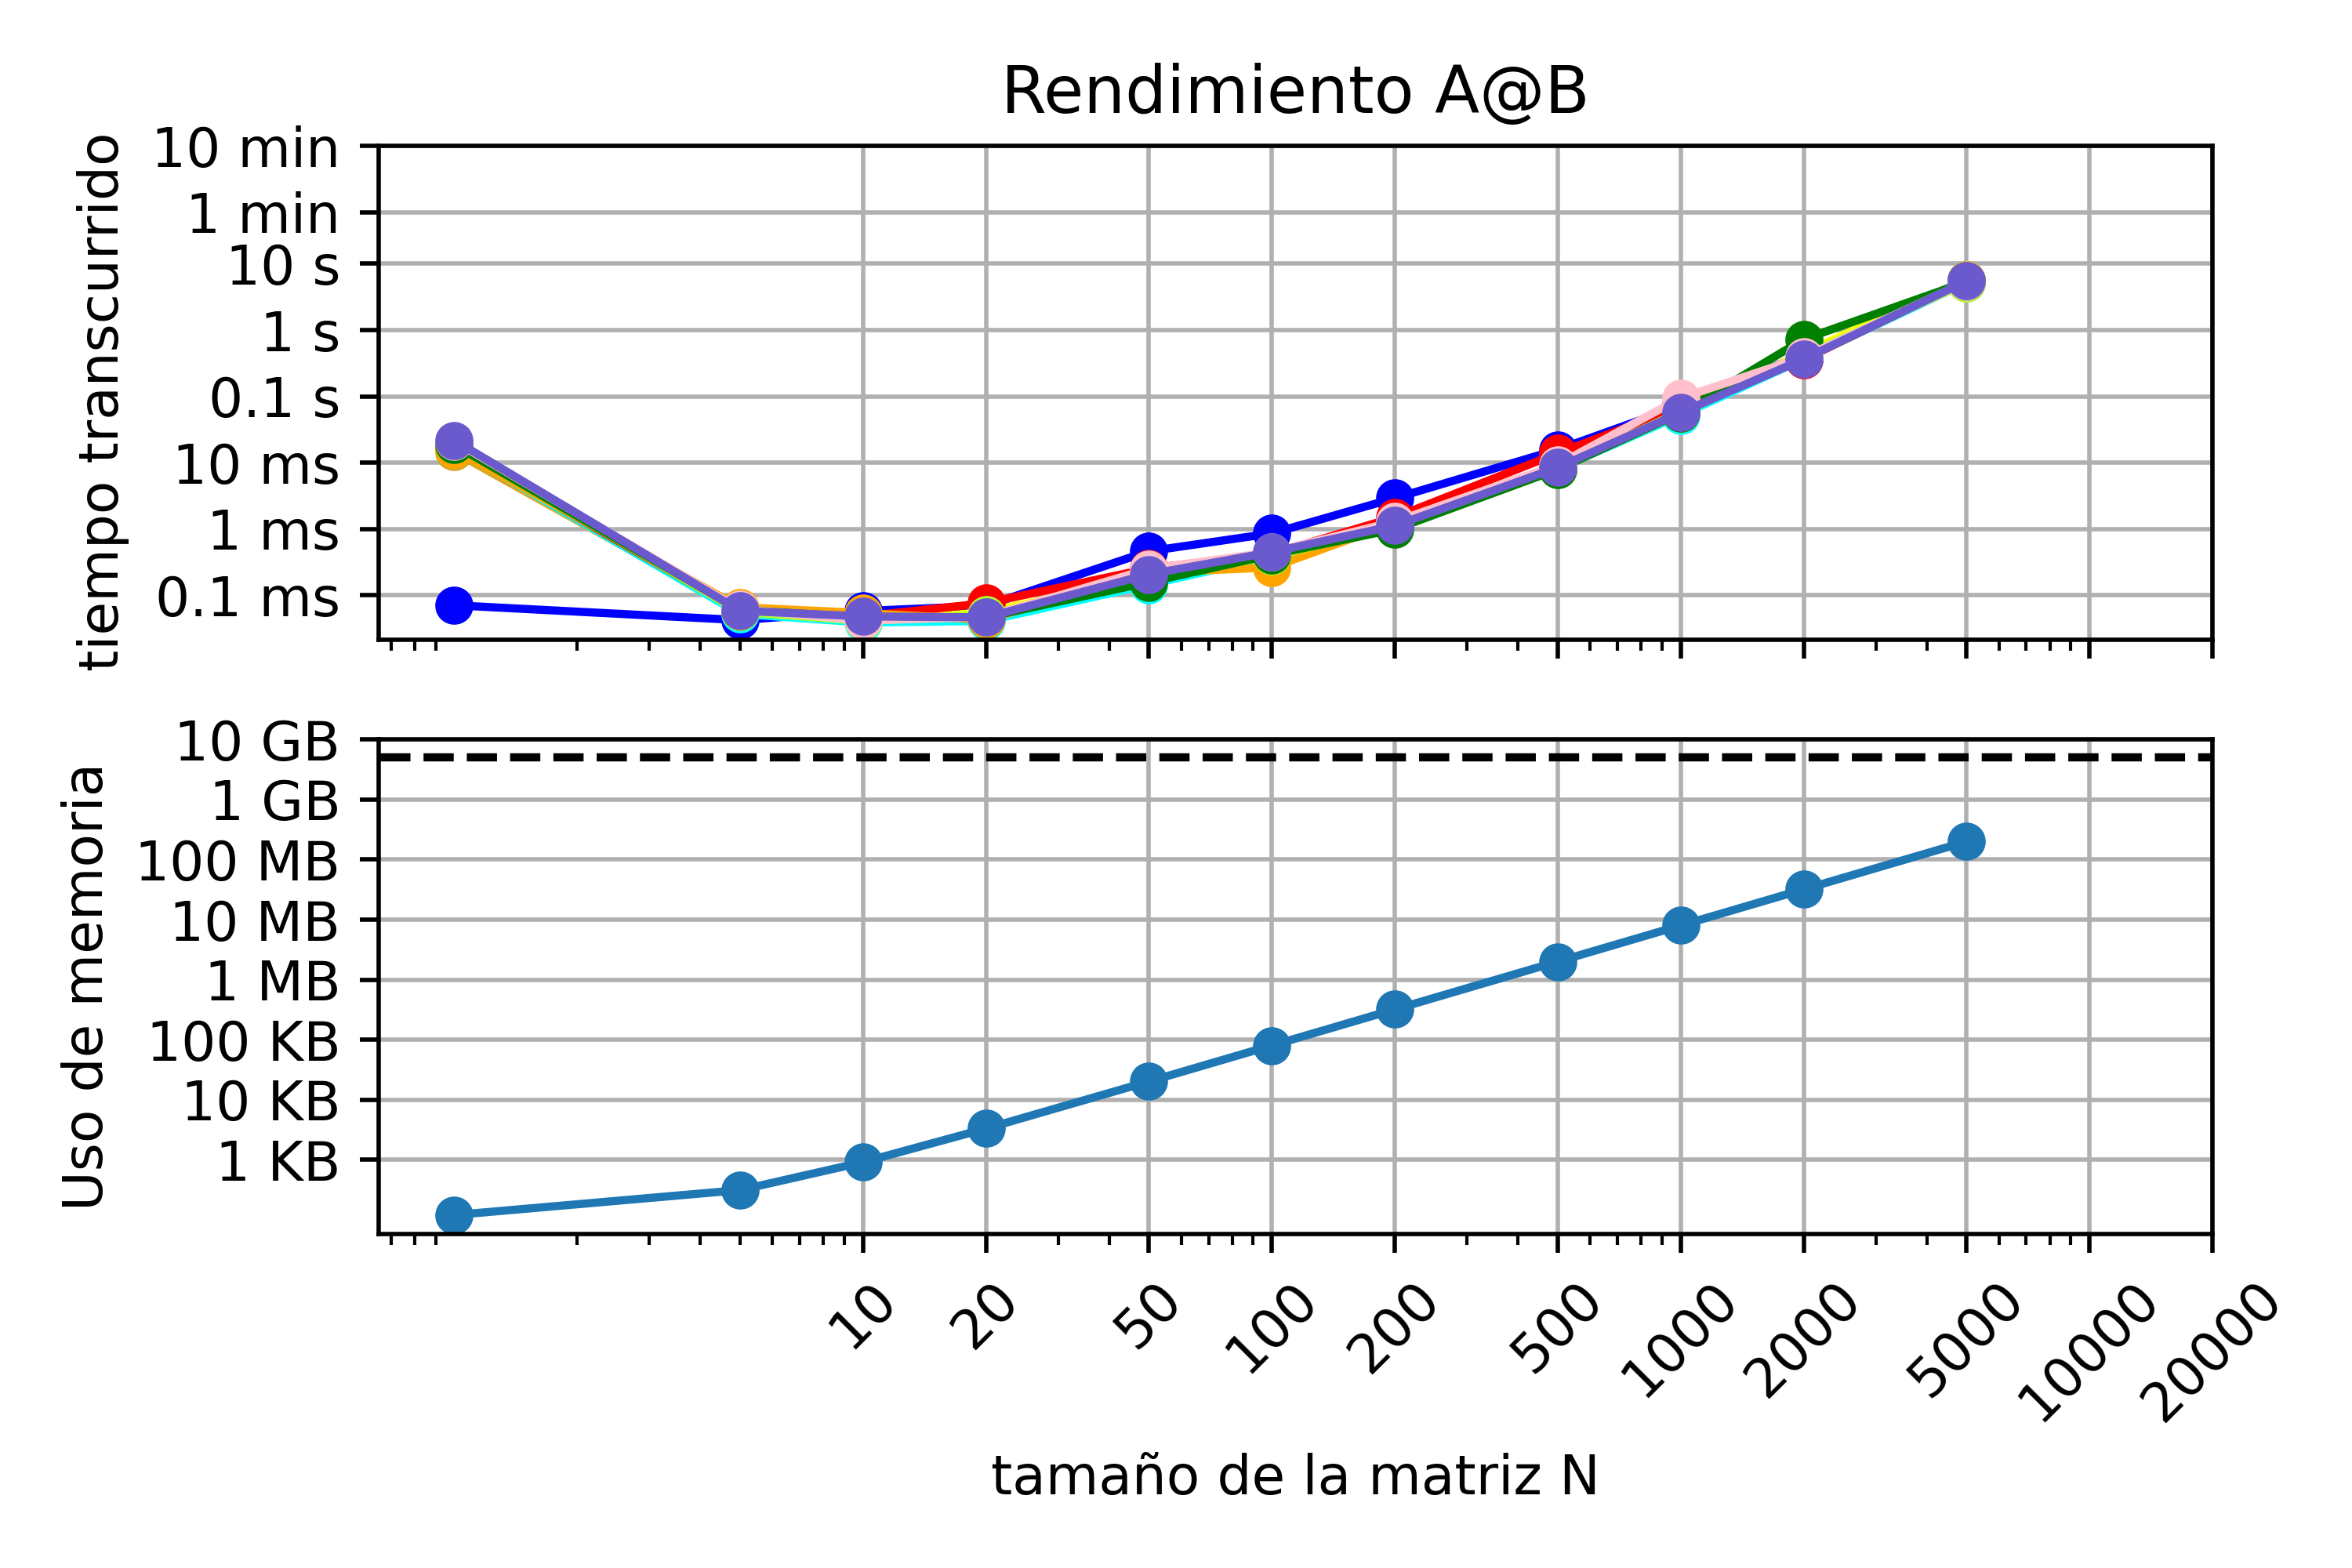 Rendimiento A@B
tiempo transcurrido
10 min
1 min
10 s
1 s
0.1 s
10 ms
1 ms
0.1 ms
Uso de memoria
10 GB
1 GB
100 MB
10 MB
1 MB
100 KB
10 KB
1 KB
10 20 50 100 200 500 1000 2000 5000 10000 20000
tamaño de la matriz N